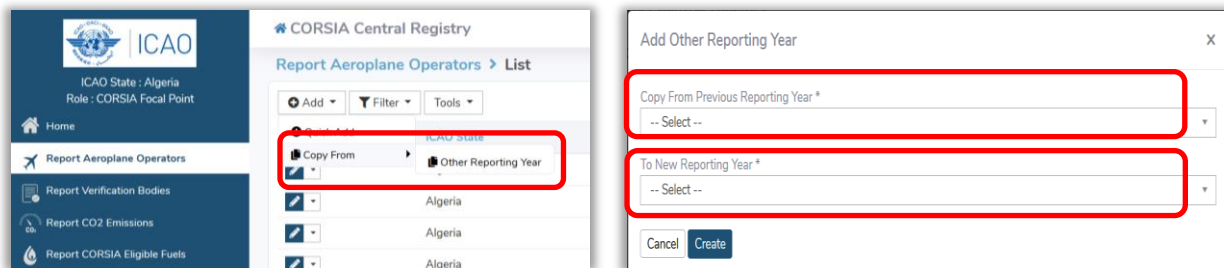 ICAO
ICAO State : Algeria
Role : CORSIA Focal Point
Home
Report Aeroplane Operators
Report Verification Bodies
Report CO2 Emissions
Report CORSIA Eligible Fuels
CORSIA Central Registry
Report Aeroplane Operators > List
Add
Filter
Tools
Quick Add
ICAO State
Copy From
Other Reporting Year
Algeria
Algeria
Algeria
Add Other Reporting Year
X
Copy From Previous Reporting Year *
-- Select --
To New Reporting Year *
-- Select --
Cancel
Create